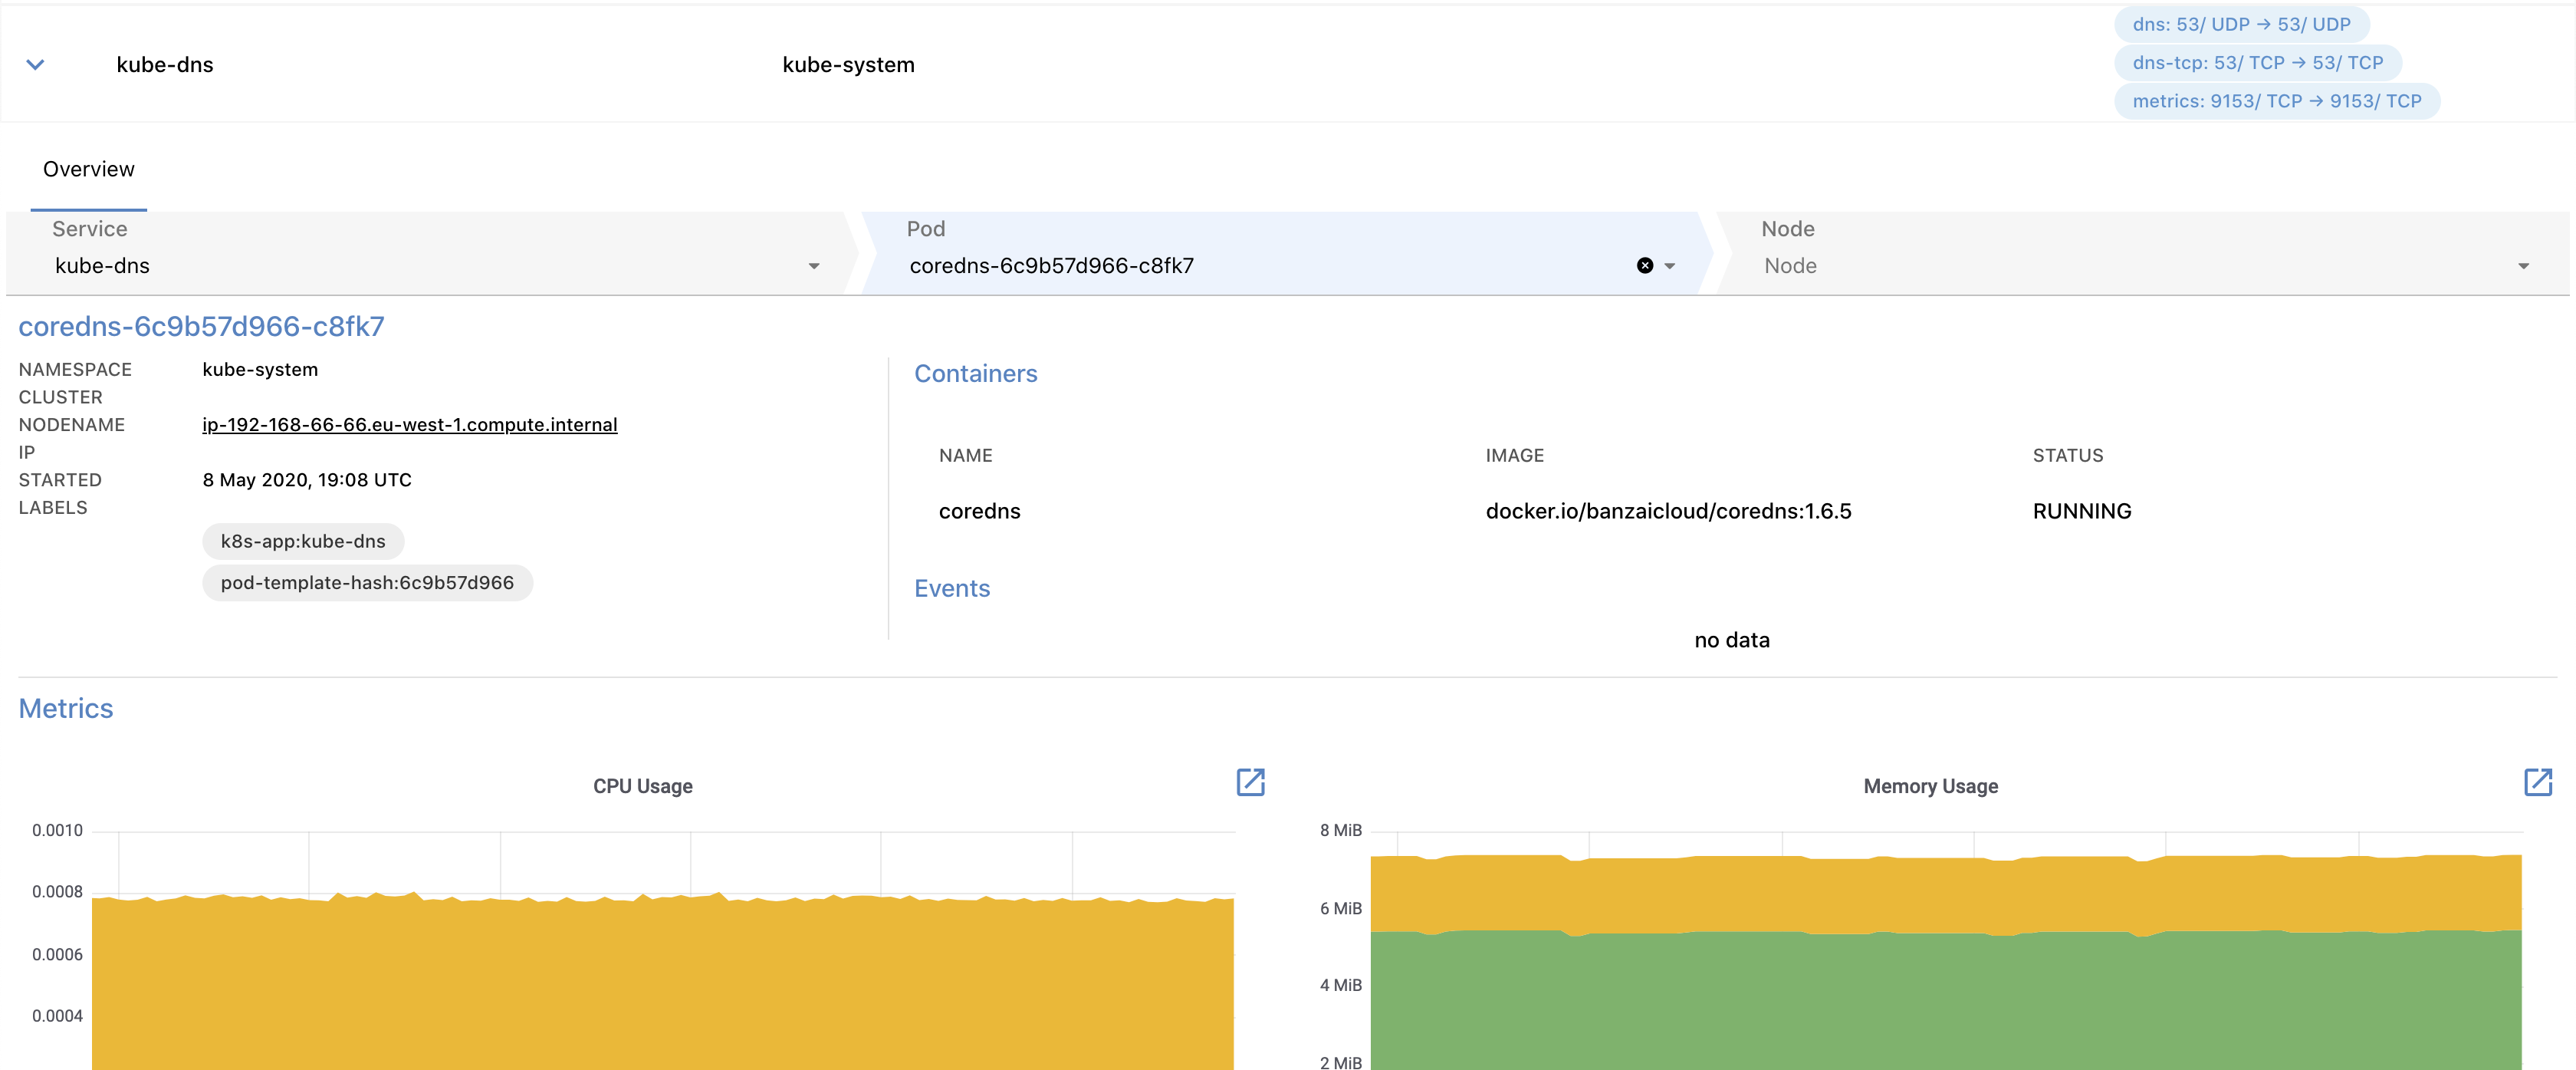 kube-dns
kube-system
dns: 53/ UDP → 53/ UDP
dns-tcp: 53/ TCP → 53/ TCP
metrics: 9153/ TCP → 9153/ TCP
Overview
Service
kube-dns
Pod
coredns-6c9b57d966-c8fk7
Node
Node
coredns-6c9b57d966-c8fk7
NAMESPACE kube-system
CLUSTER
NODENAME ip-192-168-66-66.eu-west-1.compute.internal
IP
STARTED 8 May 2020, 19:08 UTC
LABELS
k8s-app:kube-dns
pod-template-hash:6c9b57d966
Containers
NAME IMAGE STATUS
coredns docker.io/banzaicloud/coredns:1.6.5 RUNNING
Events
no data
Metrics
CPU Usage
0.0010
0.0008
0.0006
0.0004
Memory Usage
8 MiB
6 MiB
4 MiB
2 MiB